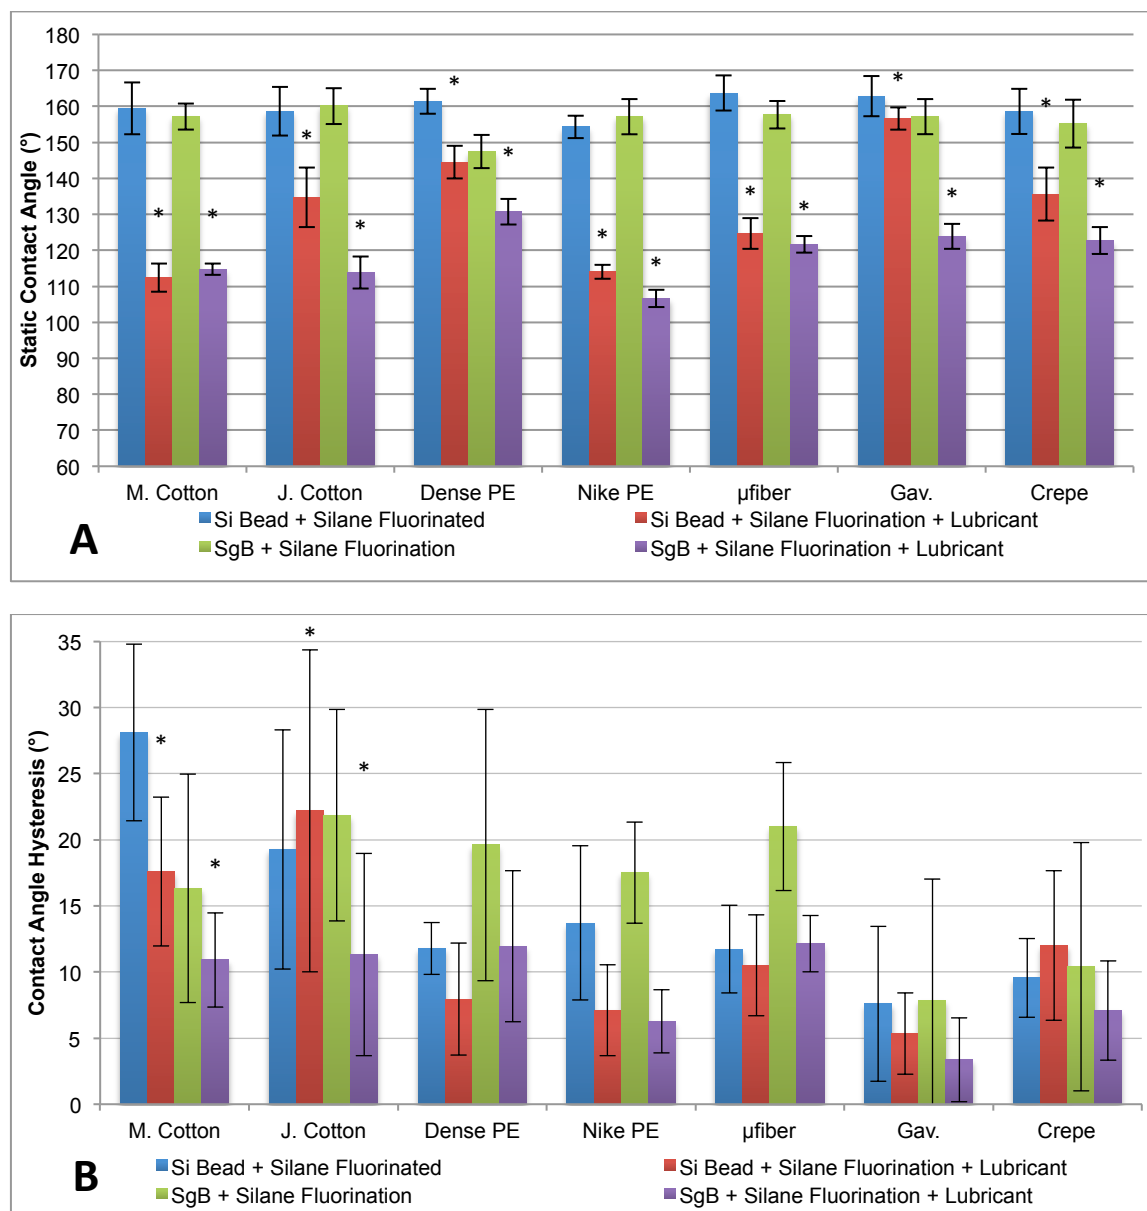 180
170
160
150
140
130
120
110
100
90
80
70
60
Static Contact Angle (°)
* * * * * * * * * * * * * *
M. Cotton J. Cotton Dense PE Nike PE µfiber Gav. Crepe
A
Si Bead + Silane Fluorinated Si Bead + Silane Fluorination + Lubricant
SgB + Silane Fluorination SgB + Silane Fluorination + Lubricant
35
30
25
20
15
10
5
0
Contact Angle Hysteresis (°)
* * * *
M. Cotton J. Cotton Dense PE Nike PE µfiber Gav. Crepe
B
Si Bead + Silane Fluorinated Si Bead + Silane Fluorination + Lubricant
SgB + Silane Fluorination SgB + Silane Fluorination + Lubricant